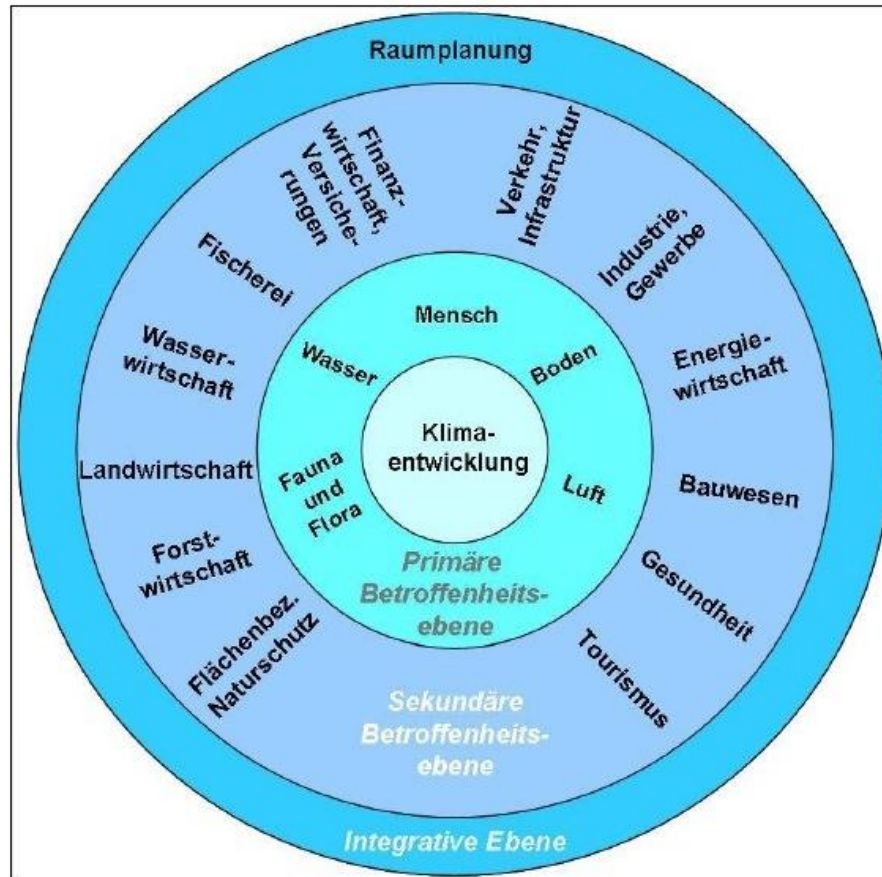 Raumplanung
Finanz-
wirtschaft,
Versiche-
rungen
Verkehr,
Infrastruktur
Fischerei
Industrie,
Gewerbe
Wasser-
wirtschaft
Energie-
wirtschaft
Landwirtschaft
Bauwesen
Forst-
wirtschaft
Gesundheit
Flächenbez.
Naturschutz
Tourismus
Mensch
Wasser
Boden
Fauna
und
Flora
Luft
Klima-
entwicklung
Primäre
Betroffenheits-
ebene
Sekundäre
Betroffenheits-
ebene
Integrative Ebene